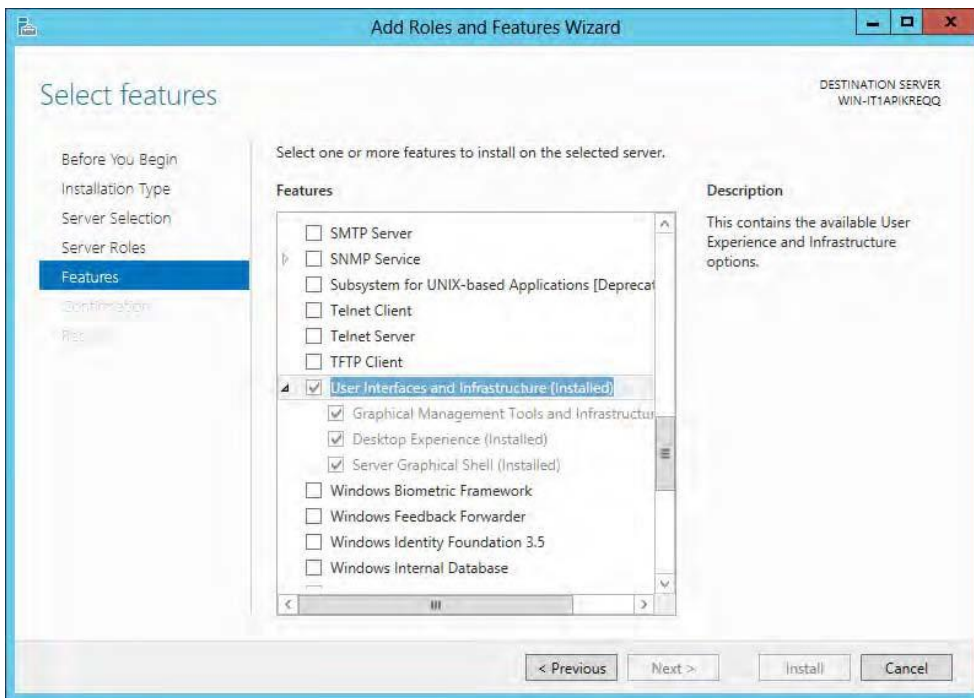 Add Roles and Features Wizard
Select features
DESTINATION SERVER
WIN-IT1APIKREQQ
Before You Begin
Installation Type
Server Selection
Server Roles
Features
Confirmation
Select one or more features to install on the selected server.
Features
SMTP Server
SNMP Service
Subsystem for UNIX-based Applications [Deprecat
Telnet Client
Telnet Server
TFTP Client
User Interfaces and Infrastructure (Installed)
Graphical Management Tools and Infrastructur
Desktop Experience (Installed)
Server Graphical Shell (Installed)
Windows Biometric Framework
Windows Feedback Forwarder
Windows Identity Foundation 3.5
Windows Internal Database
Description
This contains the available User
Experience and Infrastructure
options.
< Previous
Next >
Install
Cancel